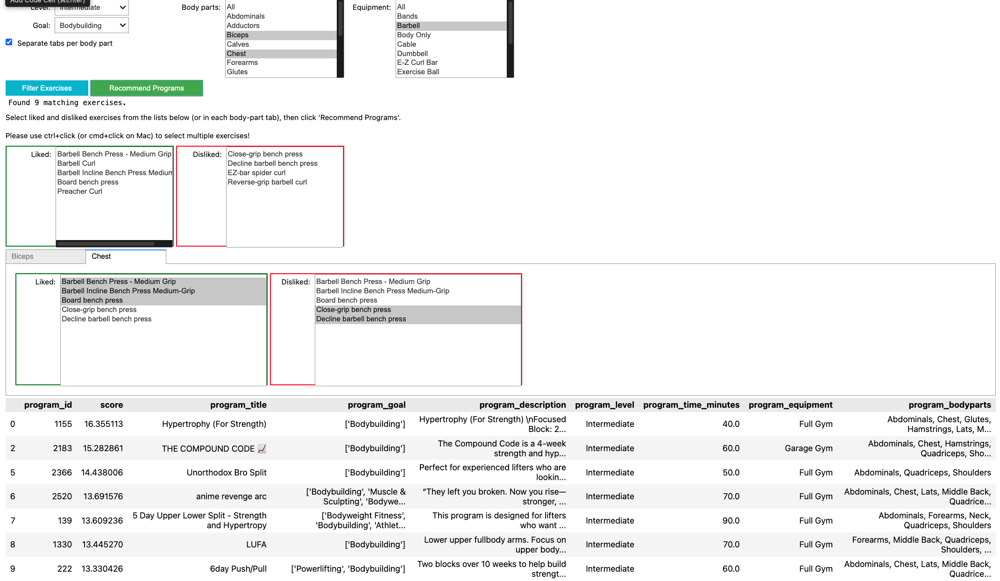 Add Code Cell (⌘Enter)
Level: Intermediate
Goal: Bodybuilding
Separate tabs per body part
Body parts:
All
Abdominals
Adductors
Biceps
Calves
Chest
Forearms
Glutes
Equipment:
All
Bands
Barbell
Body Only
Cable
Dumbbell
E-Z Curl Bar
Exercise Ball
Filter Exercises
Recommend Programs
Found 9 matching exercises.
Select liked and disliked exercises from the lists below (or in each body-part tab), then click 'Recommend Programs'.
Please use ctrl+click (or cmd+click on Mac) to select multiple exercises!
Liked:
Barbell Bench Press - Medium Grip
Barbell Curl
Barbell Incline Bench Press Medium
Board bench press
Preacher Curl
Disliked:
Close-grip bench press
Decline barbell bench press
EZ-bar spider curl
Reverse-grip barbell curl
Biceps
Chest
Liked:
Barbell Bench Press - Medium Grip
Barbell Incline Bench Press Medium-Grip
Board bench press
Close-grip bench press
Decline barbell bench press
Disliked:
Barbell Bench Press - Medium Grip
Barbell Incline Bench Press Medium-Grip
Board bench press
Close-grip bench press
Decline barbell bench press
program_id score program_title program_goal program_description program_level program_time_minutes program_equipment program_bodyparts
0 1155 16.355113 Hypertrophy (For Strength) ['Bodybuilding'] Hypertrophy (For Strength) \nFocused Block: 2... Intermediate 40.0 Full Gym Abdominals, Chest, Glutes, Hamstrings, Lats, M...
2 2183 15.282861 THE COMPOUND CODE 📈 ['Bodybuilding'] The Compound Code is a 4-week strength and hyp... Intermediate 60.0 Garage Gym Abdominals, Chest, Hamstrings, Quadriceps, Sho...
5 2366 14.438006 Unorthodox Bro Split ['Bodybuilding'] Perfect for experienced lifters who are lookin... Intermediate 50.0 Full Gym Abdominals, Quadriceps, Shoulders
6 2520 13.691576 anime revenge arc ['Bodybuilding', 'Muscle & Sculpting', 'Bodywe... “They left you broken. Now you rise—stronger, ... Intermediate 70.0 Full Gym Abdominals, Chest, Lats, Middle Back, Quadrice...
7 139 13.609236 5 Day Upper Lower Split - Strength and Hypertropy ['Bodyweight Fitness', 'Bodybuilding', 'Athlet... This program is designed for lifters who want ... Intermediate 90.0 Full Gym Abdominals, Forearms, Neck, Quadriceps, Shoulders
8 1330 13.445270 LUFA ['Bodybuilding'] Lower upper fullbody arms. Focus on upper body... Intermediate 70.0 Full Gym Forearms, Middle Back, Quadriceps, Shoulders, ...
9 222 13.330426 6day Push/Pull ['Powerlifting', 'Bodybuilding'] Two blocks over 10 weeks to help build strengt... Intermediate 60.0 Full Gym Abdominals, Chest, Lats, Middle Back, Quadrice...